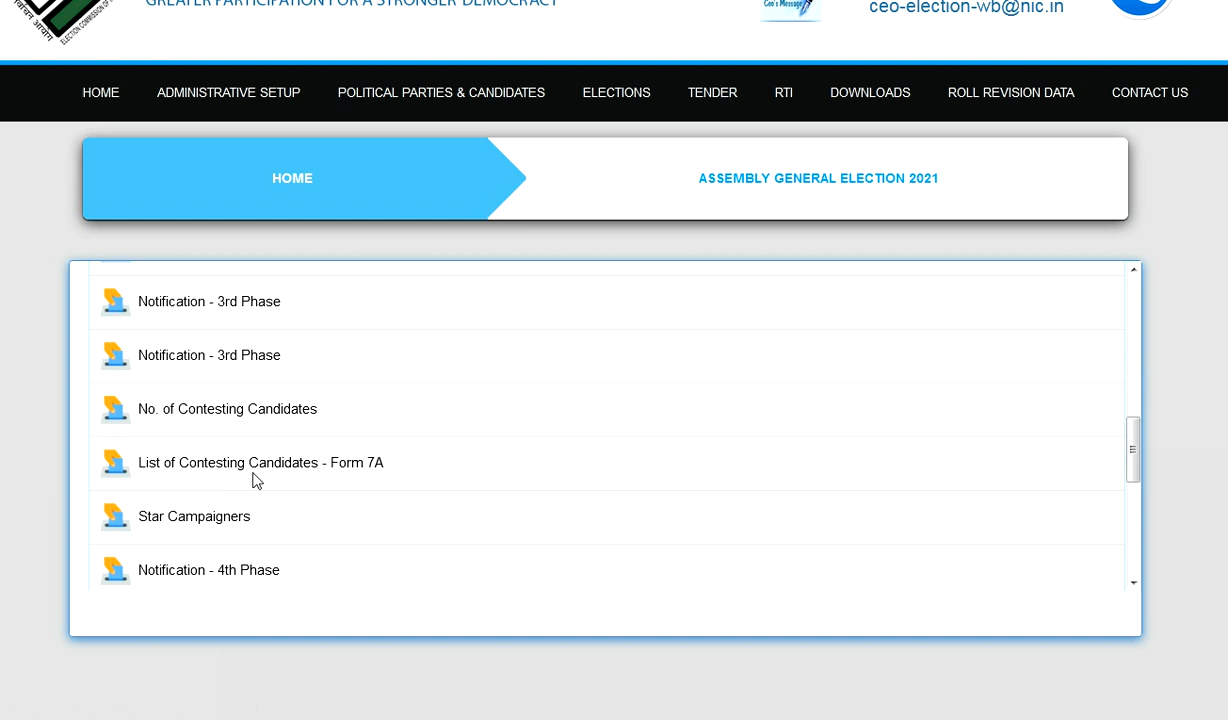 GREATER PARTICIPATION FOR A STRONGER DEMOCRACY
Ceo's Message
ceo-election-wb@nic.in
HOME ADMINISTRATIVE SETUP POLITICAL PARTIES & CANDIDATES ELECTIONS TENDER RTI DOWNLOADS ROLL REVISION DATA CONTACT US
HOME
ASSEMBLY GENERAL ELECTION 2021
Notification - 3rd Phase
Notification - 3rd Phase
No. of Contesting Candidates
List of Contesting Candidates - Form 7A
Star Campaigners
Notification - 4th Phase